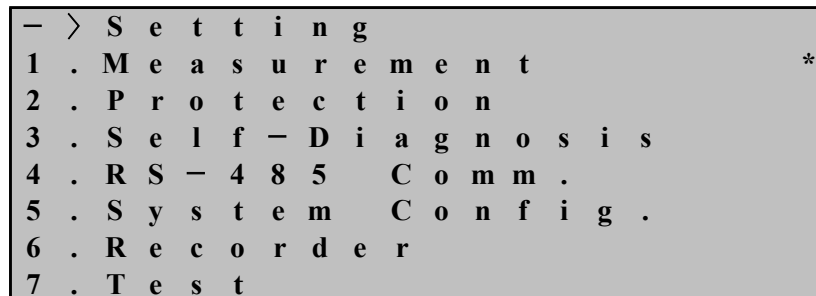 －〉Setting
1.Measurement *
2.Protection
3.Self－Diagnosis
4.RS－485 Comm.
5.System Config.
6.Recorder
7.Test